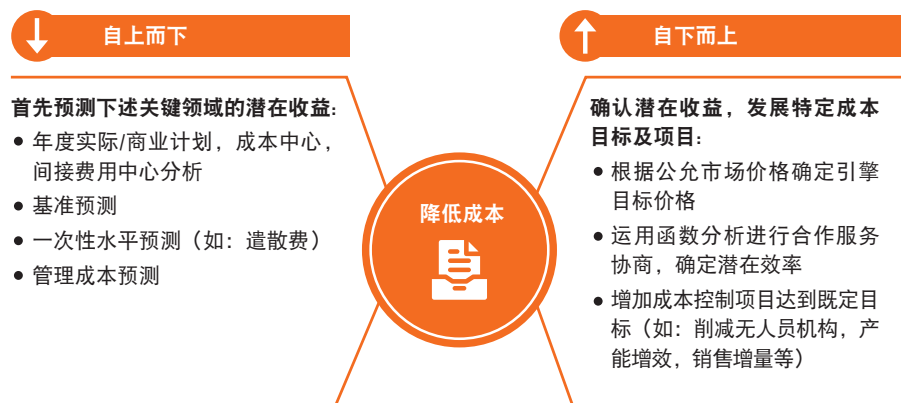 自上而下
首先预测下述关键领域的潜在收益：
● 年度实际/商业计划，成本中心，
间接费用中心分析
● 基准预测
● 一次性水平预测（如：遣散费）
● 管理成本预测
降低成本
自下而上
确认潜在收益，发展特定成本
目标及项目：
● 根据公允市场价格确定引擎
目标价格
● 运用函数分析进行合作服务
协商，确定潜在效率
● 增加成本控制项目达到既定目
标（如：削减无人员机构，产
能增效，销售增量等）